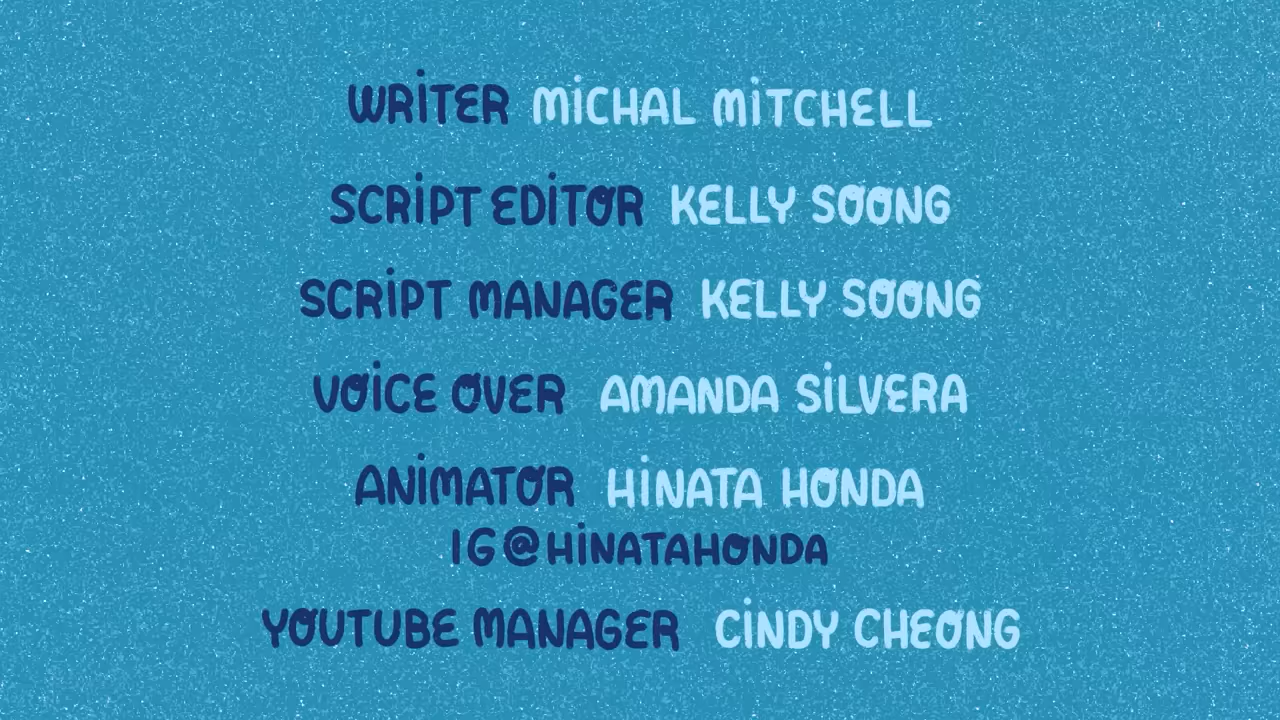 WRITER MICHAL MITCHELL
SCRIPT EDITOR KELLY SOONG
SCRIPT MANAGER KELLY SOONG
VOICE OVER AMANDA SILVERA
ANIMATOR HINATA HONDA
IG@HINATAHONDA
YOUTUBE MANAGER CINDY CHEONG